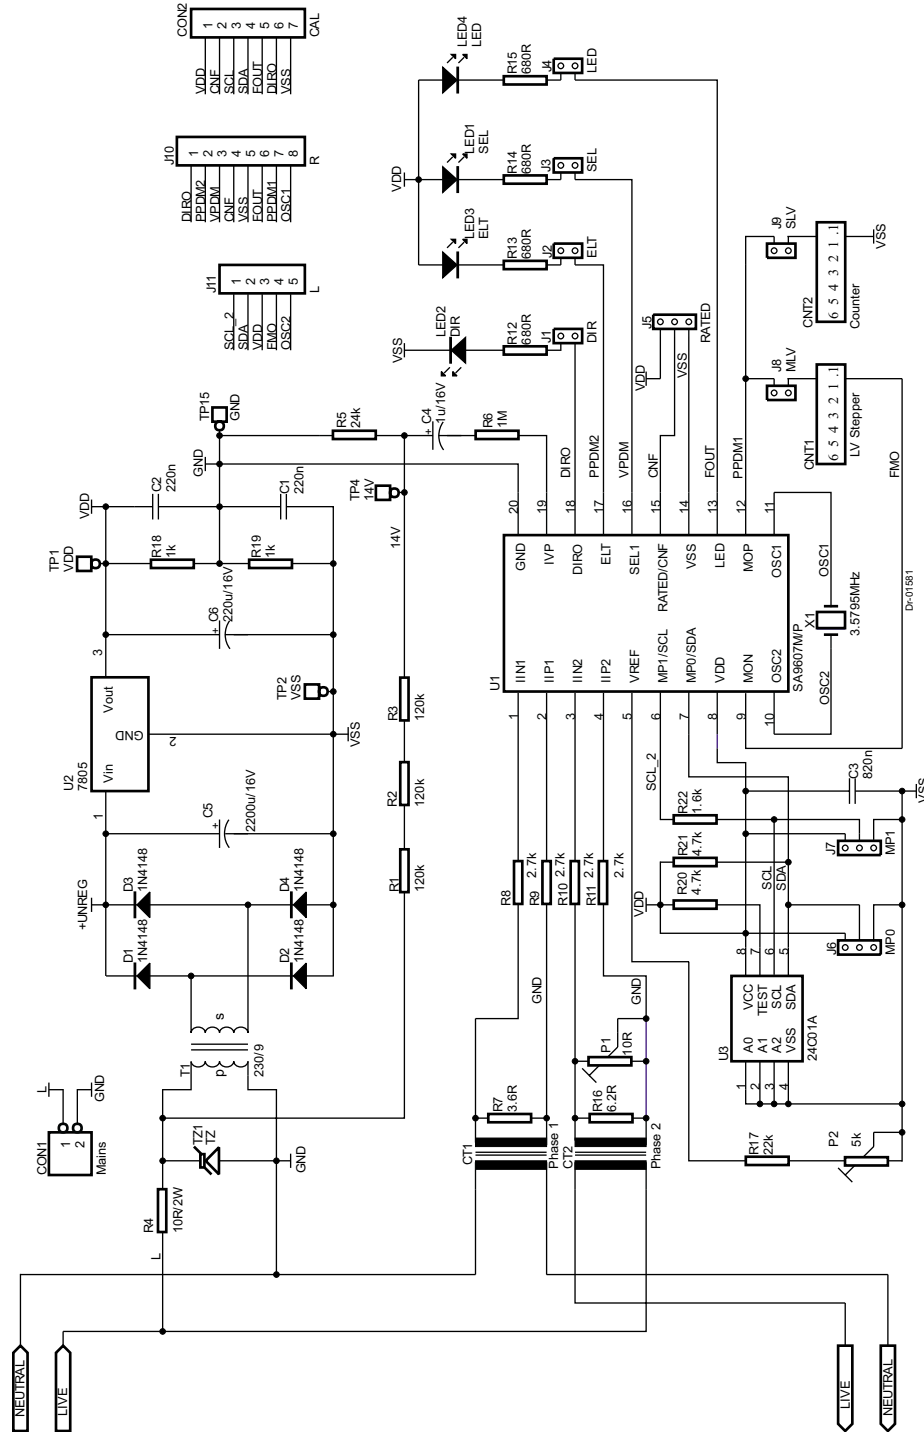 CON2
1
2
3
4
5
6
7
CAL
VDD
CNF
SCL
SDA
FOUT
DIRO
VSS
J10
1
2
3
4
5
6
7
8
R
DIRO
PPDM2
VPDM
CNF
VSS
FOUT
PPDM1
OSC1
J11
1
2
3
4
5
L
SCL_2
SDA
VDD
FMO
OSC2
CON1
1
2
Mains
L
GND
NEUTRAL
LIVE
L
R4
10R/2W
TZ1
TZ
GND
T1
p
s
230/9
+UNREG
D1
1N4148
D3
1N4148
D2
1N4148
D4
1N4148
C5
2200u/16V
U2
7805
1
Vin
Vout
3
GND
2
VSS
TP2
VSS
C6
220u/16V
TP1
VDD
VDD
R18
1k
R19
1k
C2
220n
C1
220n
GND
TP15
GND
R5
24k
TP4
14V
14V
R1
120k
R2
120k
R3
120k
C4
1u/16V
R6
1M
VSS
LED2
DIR
R12
680R
J1
DIR
VDD
LED3
ELT
R13
680R
J2
ELT
LED1
SEL
R14
680R
J3
SEL
LED4
LED
R15
680R
J4
LED
CT1
Phase 1
R7
3.6R
CT2
Phase 2
R16
6.2R
P1
10R
GND
GND
R8
2.7k
R9
2.7k
R10
2.7k
R11
2.7k
U1
SA9607M/P
1
IIN1
2
IIP1
3
IIN2
4
IIP2
5
VREF
6
MP1/SCL
7
MP0/SDA
8
VDD
9
MON
10
OSC2
20
GND
19
IVP
18
DIRO
17
ELT
16
SEL1
15
RATED/CNF
14
VSS
13
LED
12
MOP
11
OSC1
DIRO
PPDM2
VPDM
CNF
FOUT
PPDM1
VDD
J5
VSS
RATED
J8
MLV
CNT1
6 5 4 3 2 1 .1
LV Stepper
FMO
J9
SLV
CNT2
6 5 4 3 2 1 .1
Counter
VSS
OSC2
X1
3.5795MHz
OSC1
Dr-01581
SCL_2
R22
1.6k
R21
4.7k
R20
4.7k
VDD
SCL
SDA
C3
820n
VSS
J7
MP1
J6
MP0
U3
24C01A
1
A0
2
A1
3
A2
4
VSS
8
VCC
7
TEST
6
SCL
5
SDA
R17
22k
P2
5k
LIVE
NEUTRAL